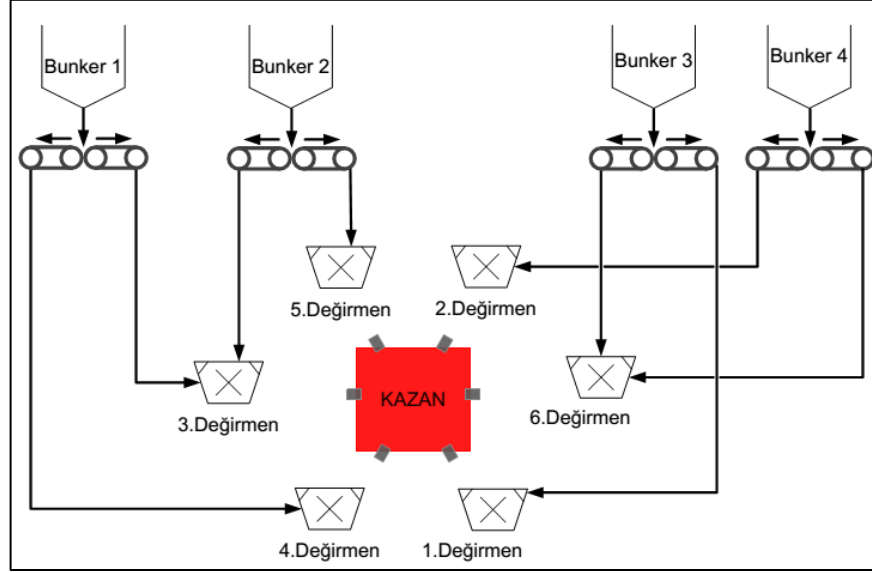 Bunker 1
Bunker 2
Bunker 3
Bunker 4
5.Değirmen
2.Değirmen
3.Değirmen
KAZAN
6.Değirmen
4.Değirmen
1.Değirmen